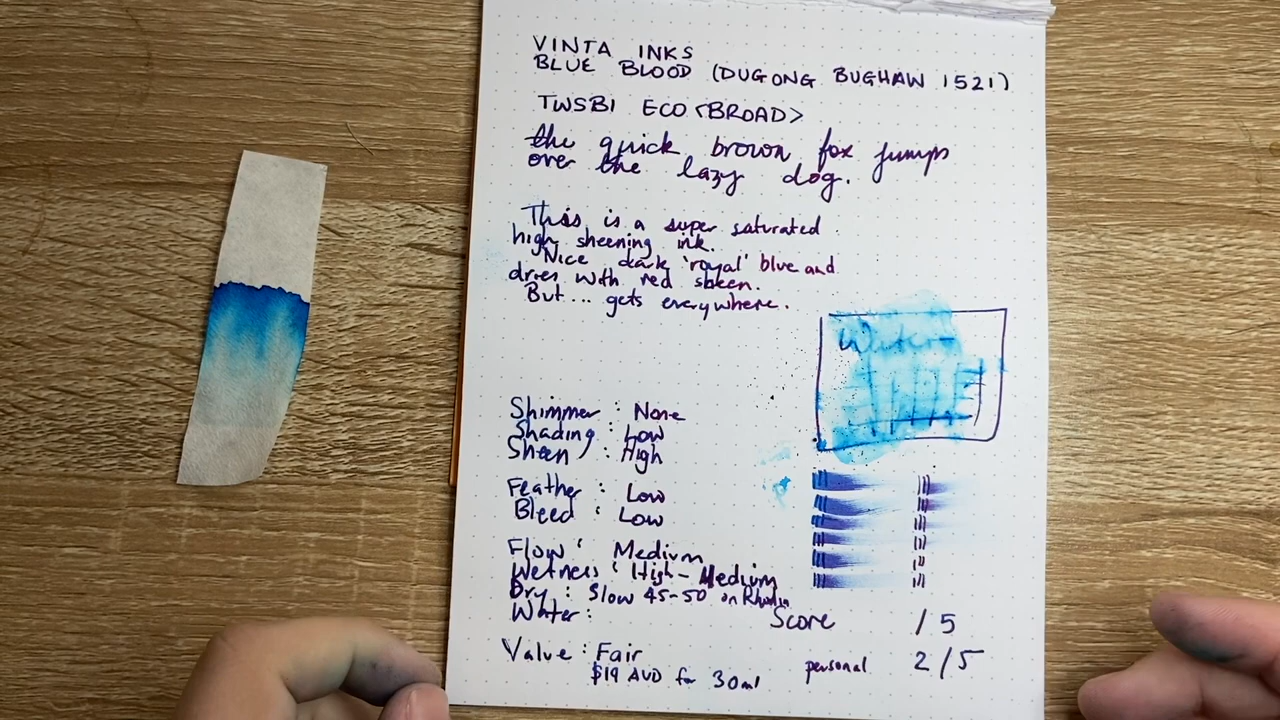 VINTA INKS
BLUE BLOOD (DUGONG BUGHAW 1521)
TWSBI ECO <BROAD>
the quick brown fox jumps
over the lazy dog.
This is a super saturated
high sheening ink.
Nice dark 'royal' blue and
dries with red sheen.
But... gets everywhere.
Water
Shimmer : None
Shading : Low
Sheen : High
Feather : Low
Bleed : Low
Flow : Medium
Wetness : High - Medium
Dry : Slow 45-50 on Rhodia
Water :
Score /5
Value : Fair
$19 AUD for 30ml
personal 2/5